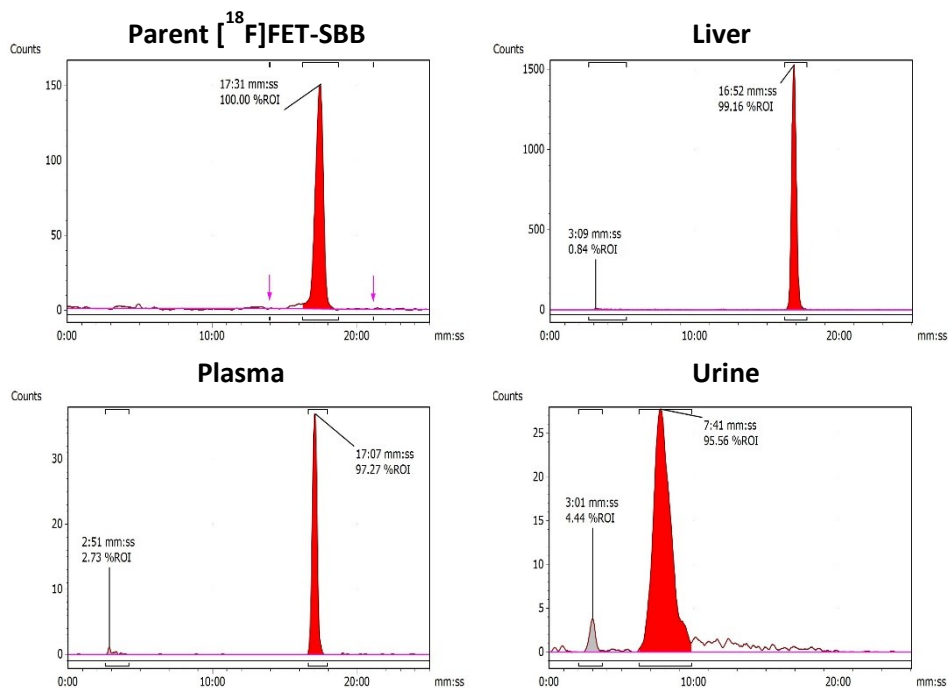 Parent [18F]FET-SBB
Counts
17:31 mm:ss
100.00 %ROI
150
100
50
0
0:00 10:00 20:00 mm:ss
Liver
Counts
1500
16:52 mm:ss
99.16 %ROI
1000
500
3:09 mm:ss
0.84 %ROI
0
0:00 10:00 20:00 mm:ss
Plasma
Counts
30
17:07 mm:ss
97.27 %ROI
20
2:51 mm:ss
2.73 %ROI
10
0
0:00 10:00 20:00 mm:ss
Urine
Counts
25
7:41 mm:ss
95.56 %ROI
20
3:01 mm:ss
4.44 %ROI
15
10
5
0
0:00 10:00 20:00 mm:ss